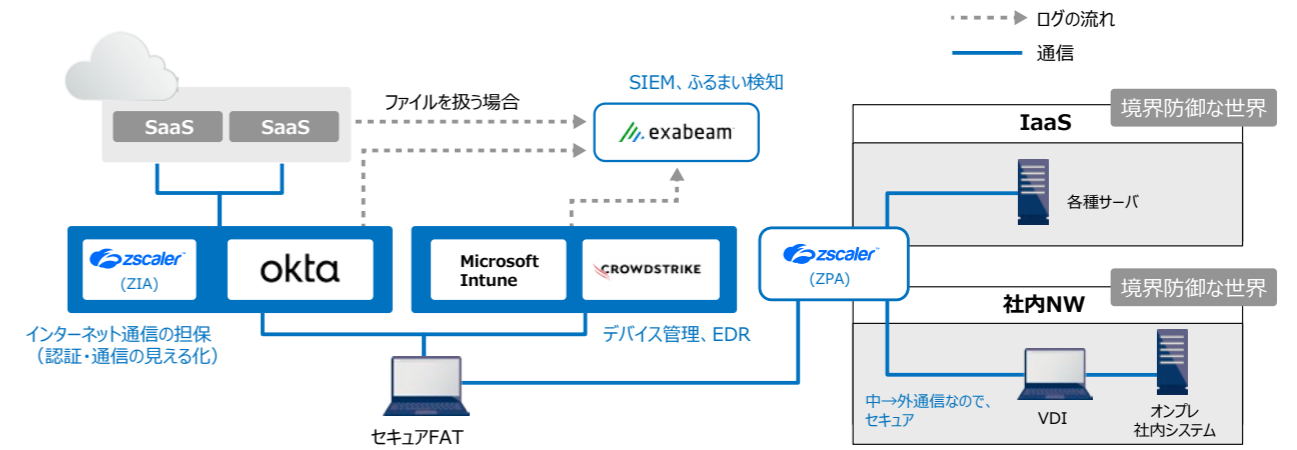 ログの流れ
通信
SIEM、ふるまい検知
ファイルを扱う場合
SaaS
SaaS
exabeam
境界防御な世界
IaaS
各種サーバ
zscaler™
(ZIA)
okta
Microsoft
Intune
CROWDSTRIKE
zscaler™
(ZPA)
境界防御な世界
社内NW
インターネット通信の担保
（認証・通信の見える化）
デバイス管理、EDR
中→外通信なので、
セキュア
VDI
オンプレ
社内システム
セキュアFAT